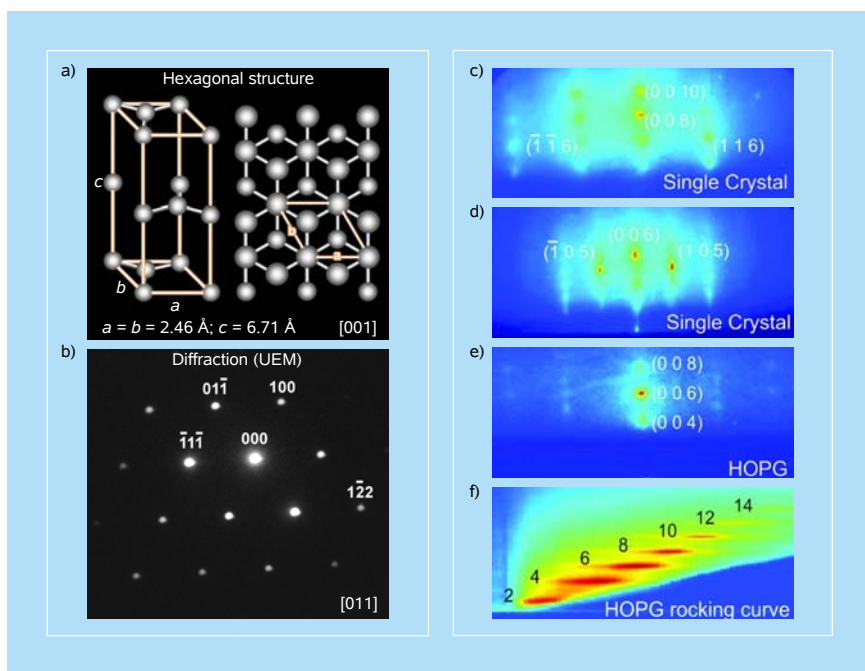 a)
Hexagonal structure
c
b
a
b
a
a = b = 2.46 Å; c = 6.71 Å
[001]
b)
Diffraction (UEM)
011̄
100
1̄11̄
000
12̄2
[011]
c)
(0 0 10)
(0 0 8)
(1̄ 1̄ 6)
(1 1 6)
Single Crystal
d)
(0 0 6)
(1̄ 0 5)
(1 0 5)
Single Crystal
e)
(0 0 8)
(0 0 6)
(0 0 4)
HOPG
f)
14
12
10
8
6
4
2
HOPG rocking curve